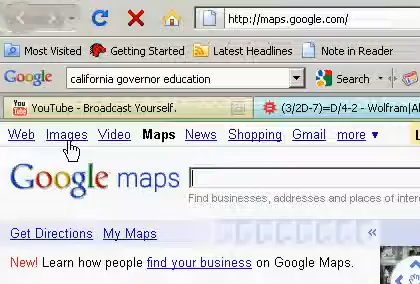 http://maps.google.com/
Most Visited Getting Started Latest Headlines Note in Reader
Google california governor education Search
YouTube - Broadcast Yourself. (3/2D-7)=D/4-2 - Wolfram|Al
Web Images Video Maps News Shopping Gmail more ▼
Google maps
Find businesses, addresses and places of inter
Get Directions My Maps «
New! Learn how people find your business on Google Maps.